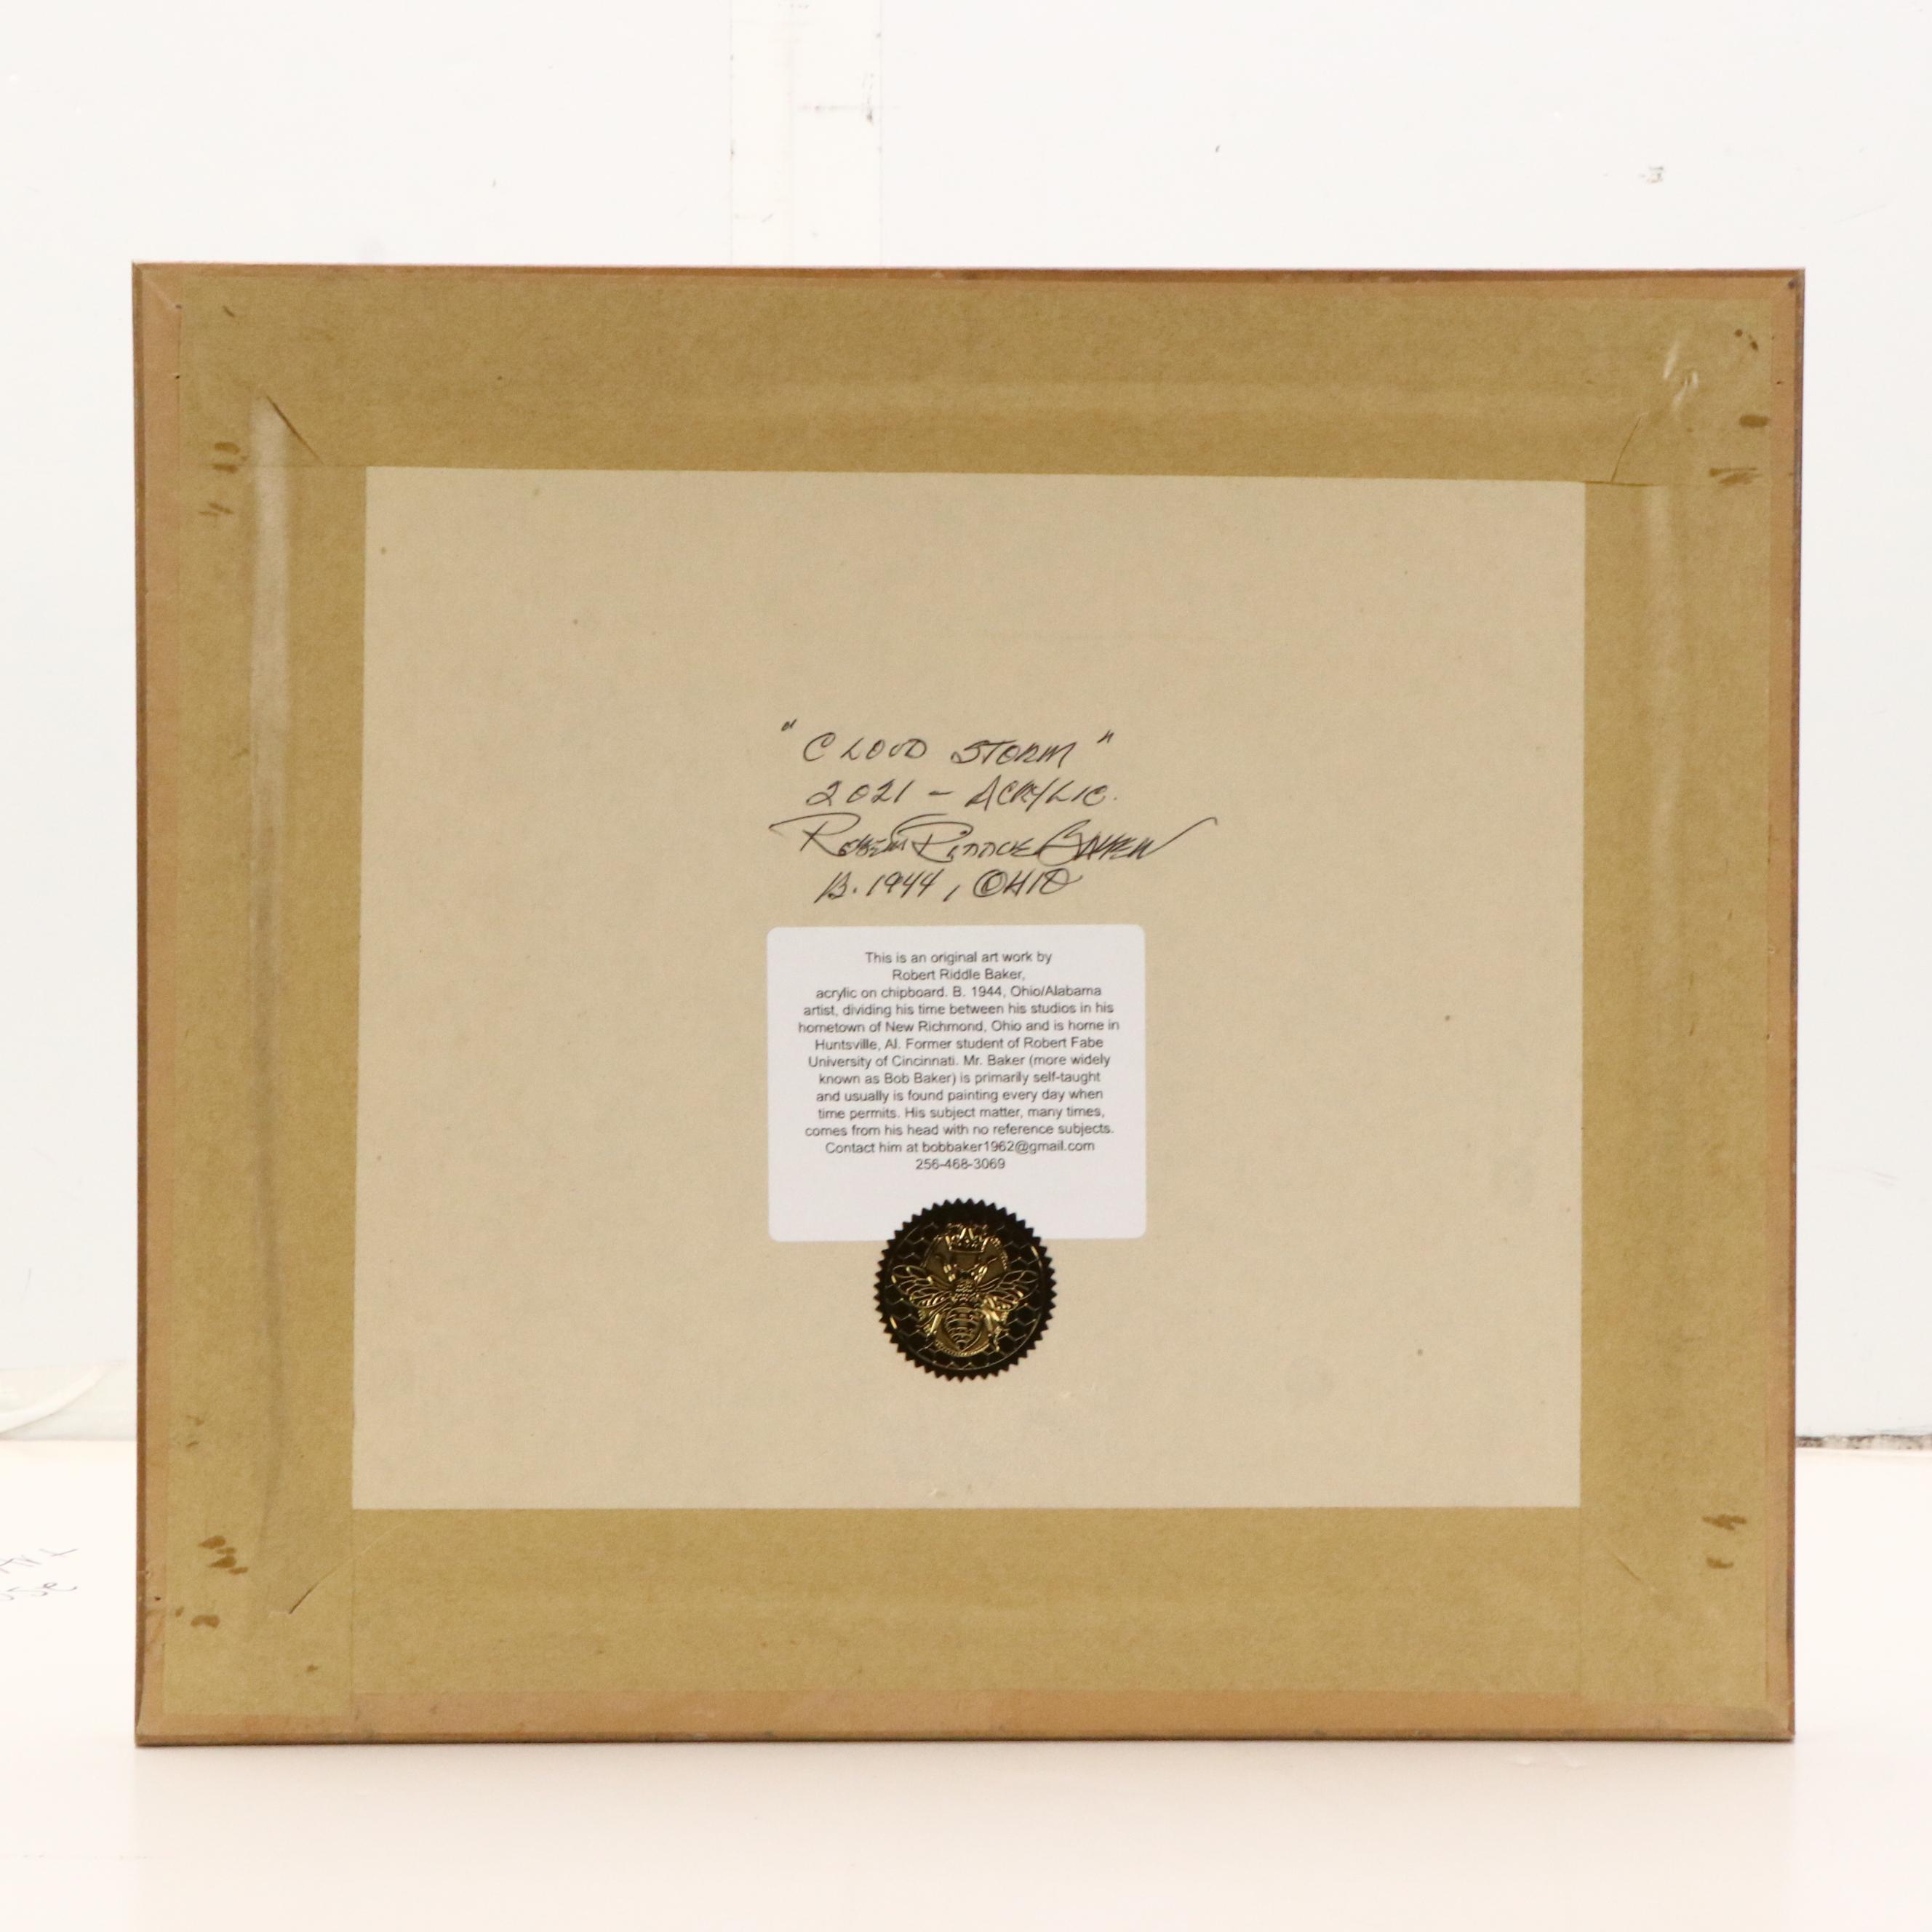 "CLOUD STORM"
2021 - ACRYLIC.
Robert Riddle Baker
B. 1944, OHIO
This is an original art work by
Robert Riddle Baker,
acrylic on chipboard. B. 1944, Ohio/Alabama
artist, dividing his time between his studios in his
hometown of New Richmond, Ohio and is home in
Huntsville, Al. Former student of Robert Fabe
University of Cincinnati. Mr. Baker (more widely
known as Bob Baker) is primarily self-taught
and usually is found painting every day when
time permits. His subject matter, many times,
comes from his head with no reference subjects.
Contact him at bobbaker1962@gmail.com
256-468-3069